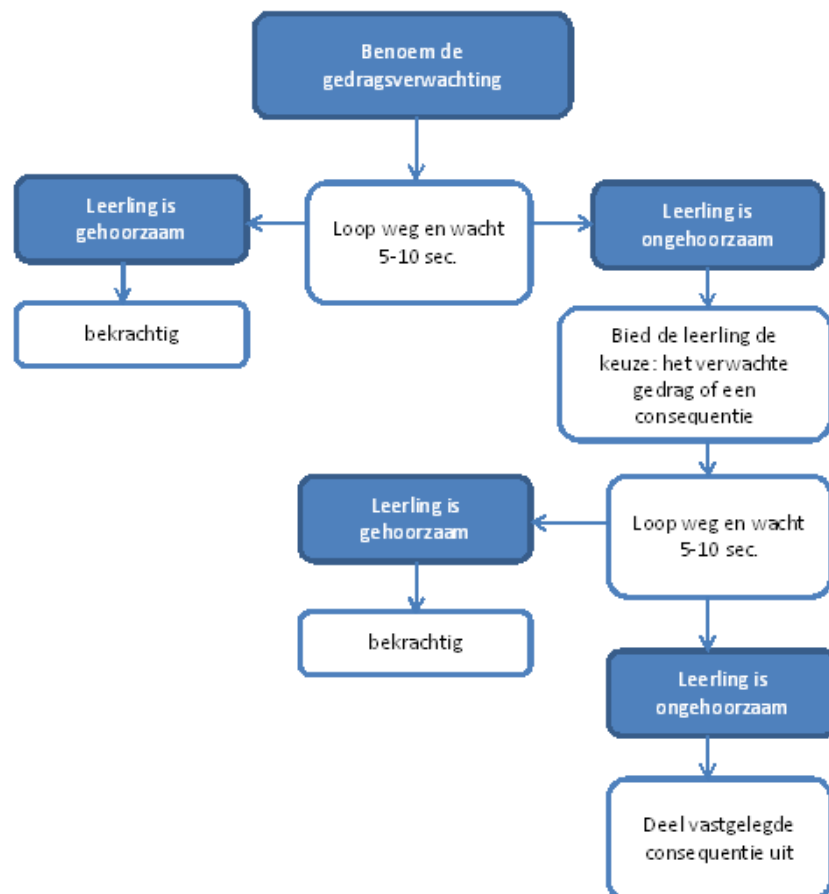 Benoem de
gedragsverwachting
Leerling is
gehoorzaam
Loop weg en wacht
5-10 sec.
Leerling is
ongehoorzaam
bekrachtig
Bied de leerling de
keuze: het verwachte
gedrag of een
consequentie
Leerling is
gehoorzaam
Loop weg en wacht
5-10 sec.
bekrachtig
Leerling is
ongehoorzaam
Deel vastgelegde
consequentie uit